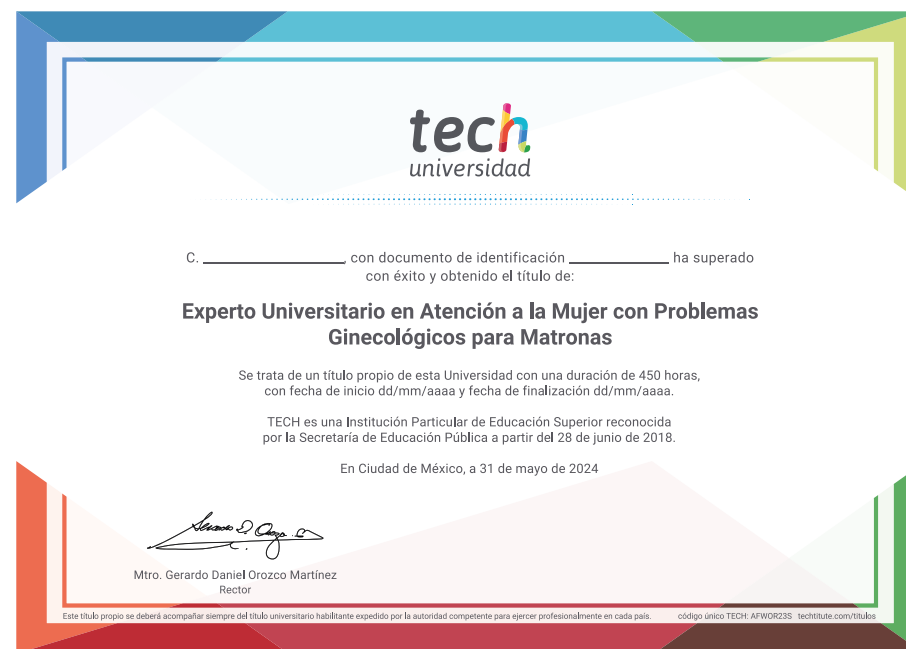 tech
universidad
C. ____________________, con documento de identificación ______________ ha superado
con éxito y obtenido el título de:
Experto Universitario en Atención a la Mujer con Problemas
Ginecológicos para Matronas
Se trata de un título propio de esta Universidad con una duración de 450 horas,
con fecha de inicio dd/mm/aaaa y fecha de finalización dd/mm/aaaa.
TECH es una Institución Particular de Educación Superior reconocida
por la Secretaría de Educación Pública a partir del 28 de junio de 2018.
En Ciudad de México, a 31 de mayo de 2024
Mtro. Gerardo Daniel Orozco Martínez
Rector
Este título propio se deberá acompañar siempre del título universitario habilitante expedido por la autoridad competente para ejercer profesionalmente en cada país. código único TECH: AFWOR23S techtitute.com/titulos